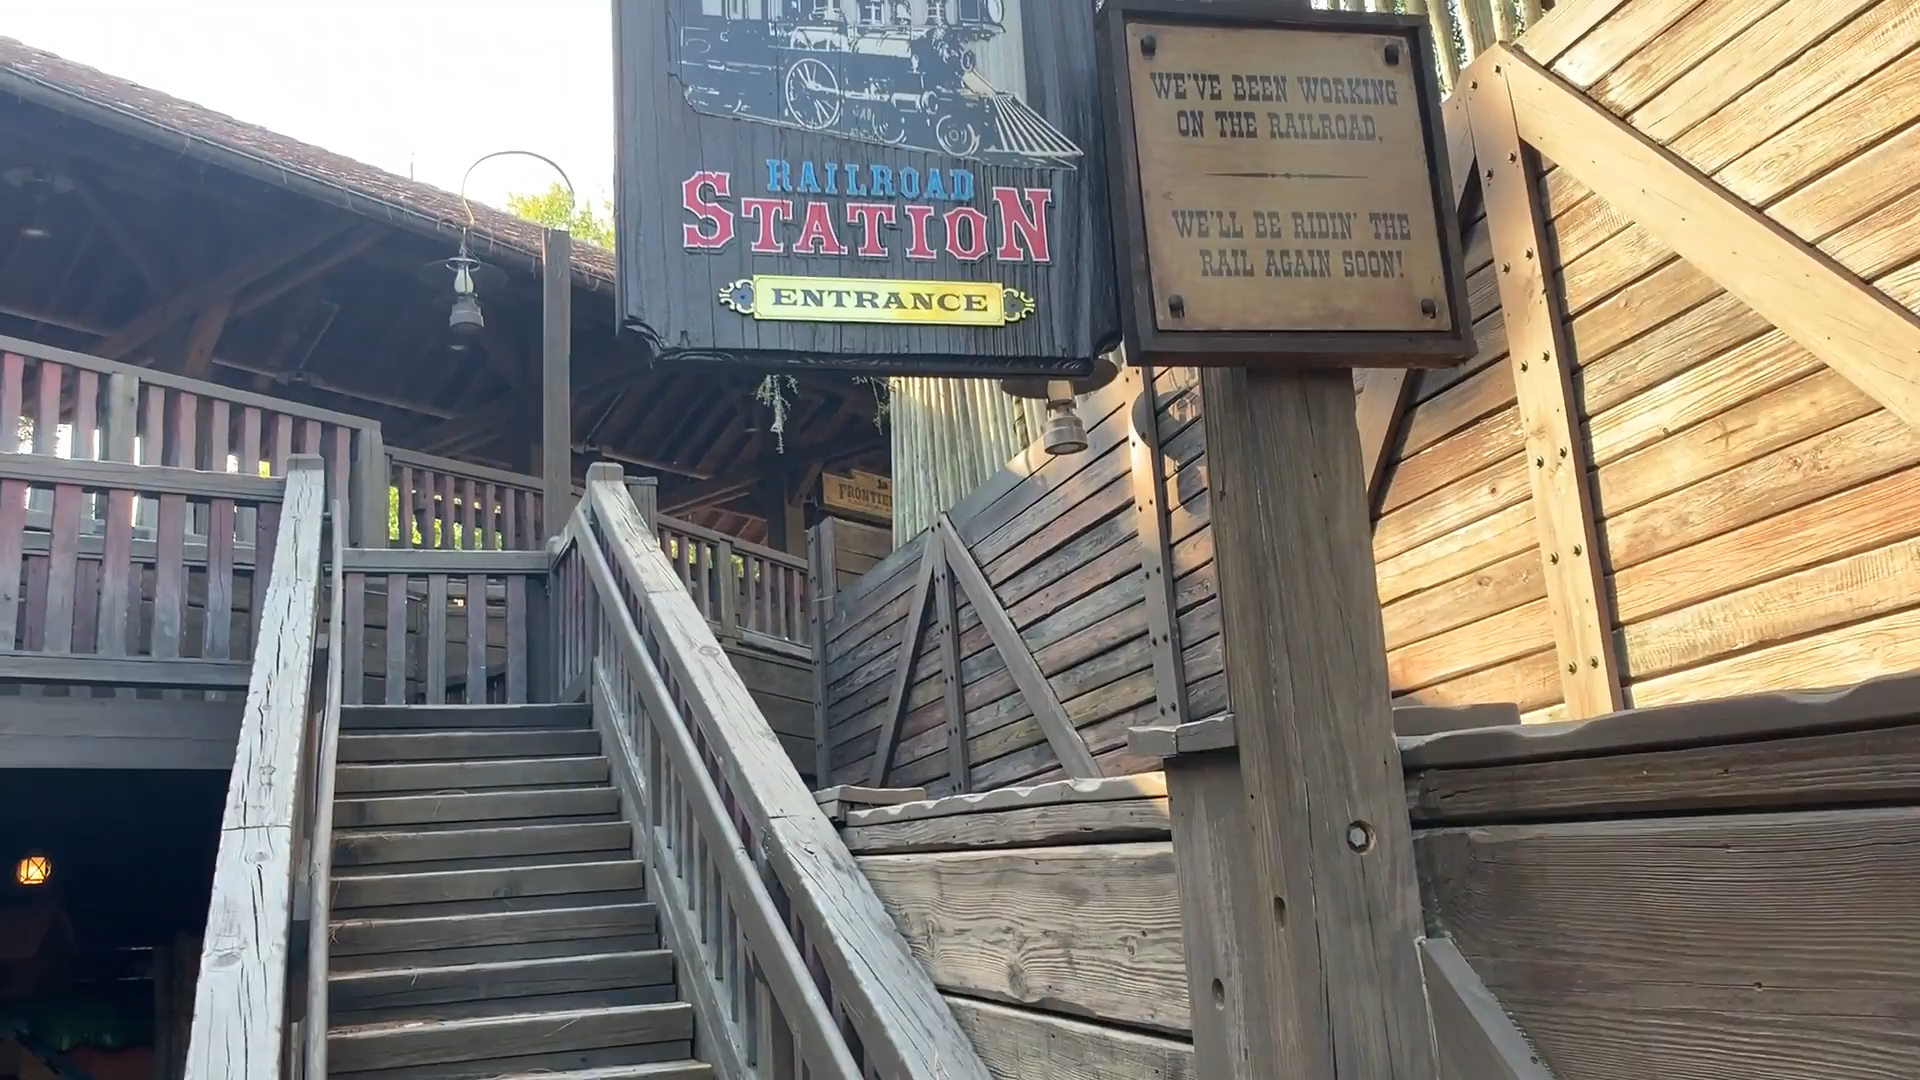 RAILROAD
STATION
ENTRANCE
WE'VE BEEN WORKING
ON THE RAILROAD,
WE'LL BE RIDIN' THE
RAIL AGAIN SOON!